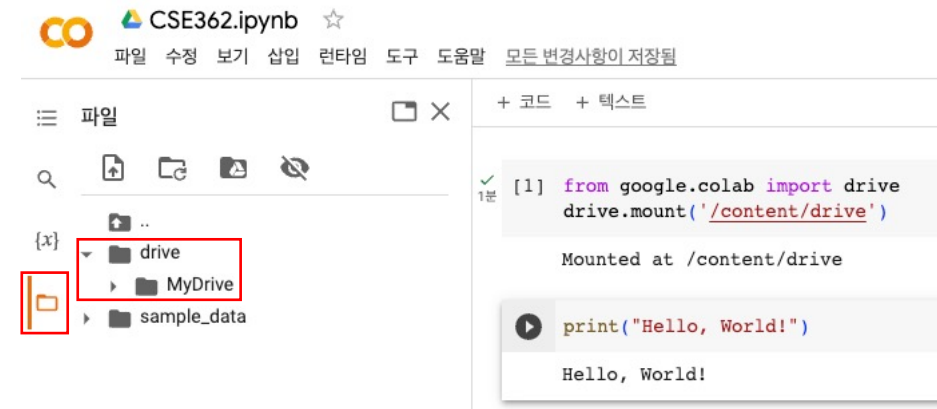 CSE362.ipynb
파일 수정 보기 삽입 런타임 도구 도움말 모든 변경사항이 저장됨
파일
..
drive
MyDrive
sample_data
{x}
+ 코드 + 텍스트
1분
[1] from google.colab import drive
drive.mount('/content/drive')
Mounted at /content/drive
print("Hello, World!")
Hello, World!